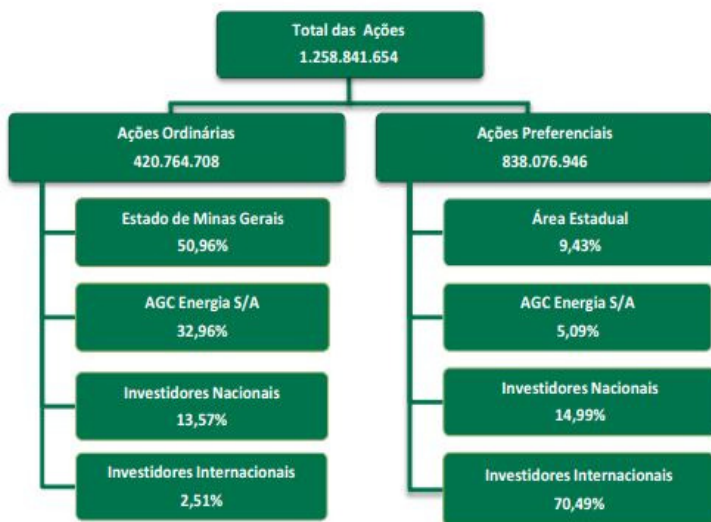 Total das Ações
1.258.841.654
Ações Ordinárias
420.764.708
Estado de Minas Gerais
50,96%
AGC Energia S/A
32,96%
Investidores Nacionais
13,57%
Investidores Internacionais
2,51%
Ações Preferenciais
838.076.946
Área Estadual
9,43%
AGC Energia S/A
5,09%
Investidores Nacionais
14,99%
Investidores Internacionais
70,49%